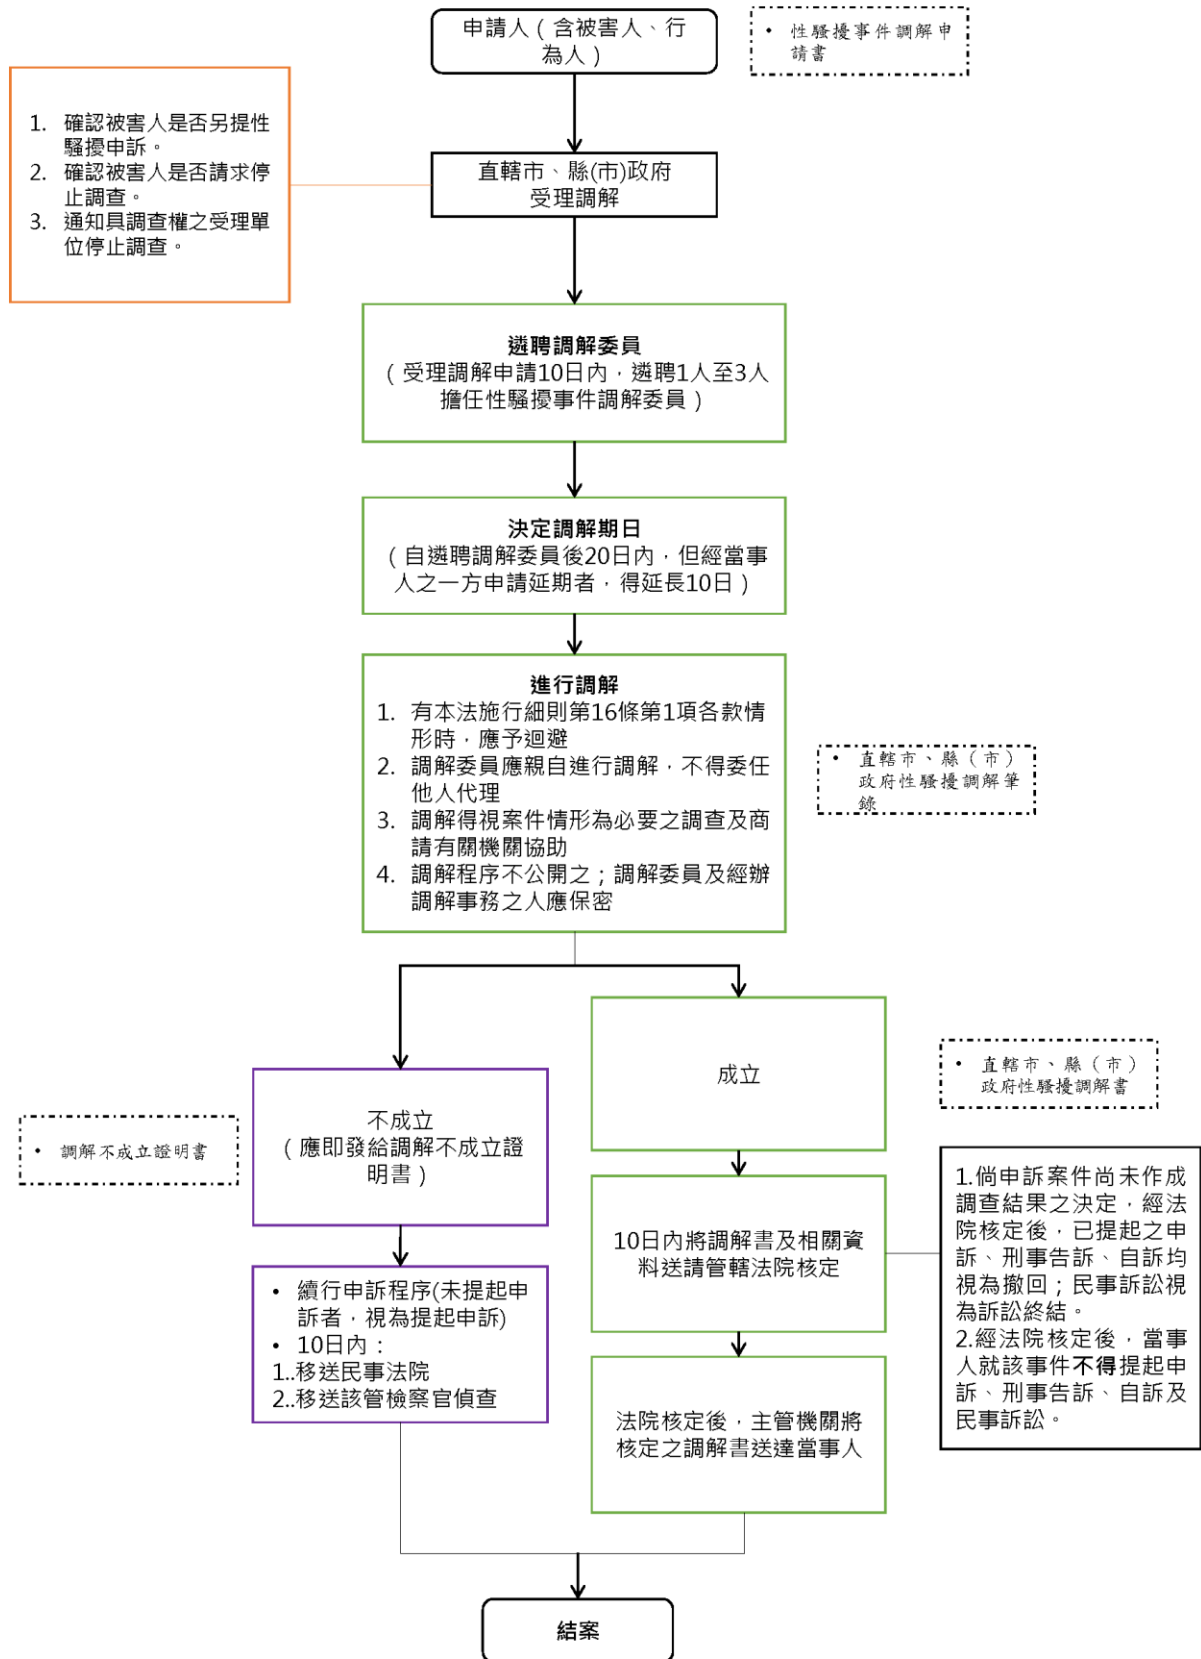 申請人（含被害人、行
為人）
• 性騷擾事件調解申
請書
1. 確認被害人是否另提性
騷擾申訴。
2. 確認被害人是否請求停
止調查。
3. 通知具調查權之受理單
位停止調查。
直轄市、縣(市)政府
受理調解
遴聘調解委員
（受理調解申請10日內，遴聘1人至3人
擔任性騷擾事件調解委員）
決定調解期日
（自遴聘調解委員後20日內，但經當事
人之一方申請延期者，得延長10日）
進行調解
1. 有本法施行細則第16條第1項各款情
形時，應予迴避
2. 調解委員應親自進行調解，不得委任
他人代理
3. 調解得視案件情形為必要之調查及商
請有關機關協助
4. 調解程序不公開之；調解委員及經辦
調解事務之人應保密
• 直轄市、縣（市）
政府性騷擾調解筆
錄
不成立
（應即發給調解不成立證
明書）
• 調解不成立證明書
• 續行申訴程序(未提起申
訴者，視為提起申訴)
• 10日內：
1..移送民事法院
2..移送該管檢察官偵查
成立
• 直轄市、縣（市）
政府性騷擾調解書
10日內將調解書及相關資
料送請管轄法院核定
1.倘申訴案件尚未作成
調查結果之決定，經法
院核定後，已提起之申
訴、刑事告訴、自訴均
視為撤回；民事訴訟視
為訴訟終結。
2.經法院核定後，當事
人就該事件不得提起申
訴、刑事告訴、自訴及
民事訴訟。
法院核定後，主管機關將
核定之調解書送達當事人
結案